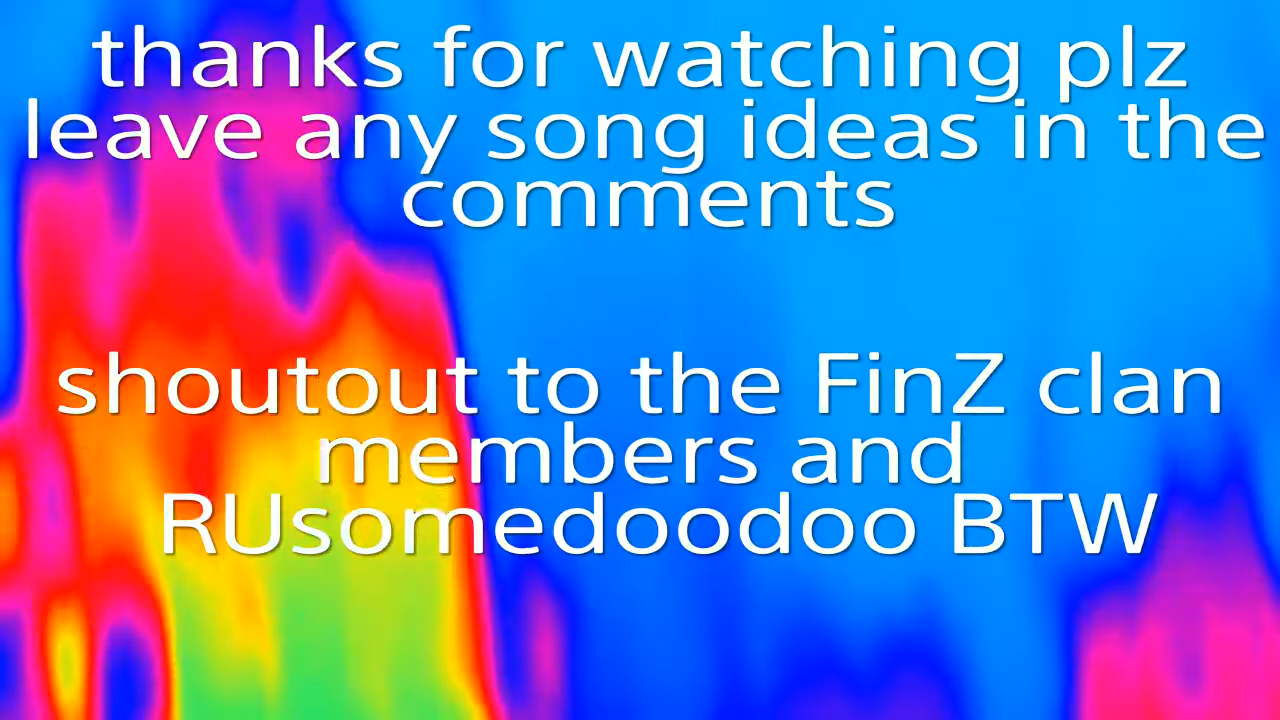 thanks for watching plz
leave any song ideas in the
comments
shoutout to the FinZ clan
members and
RUsomedoodoo BTW